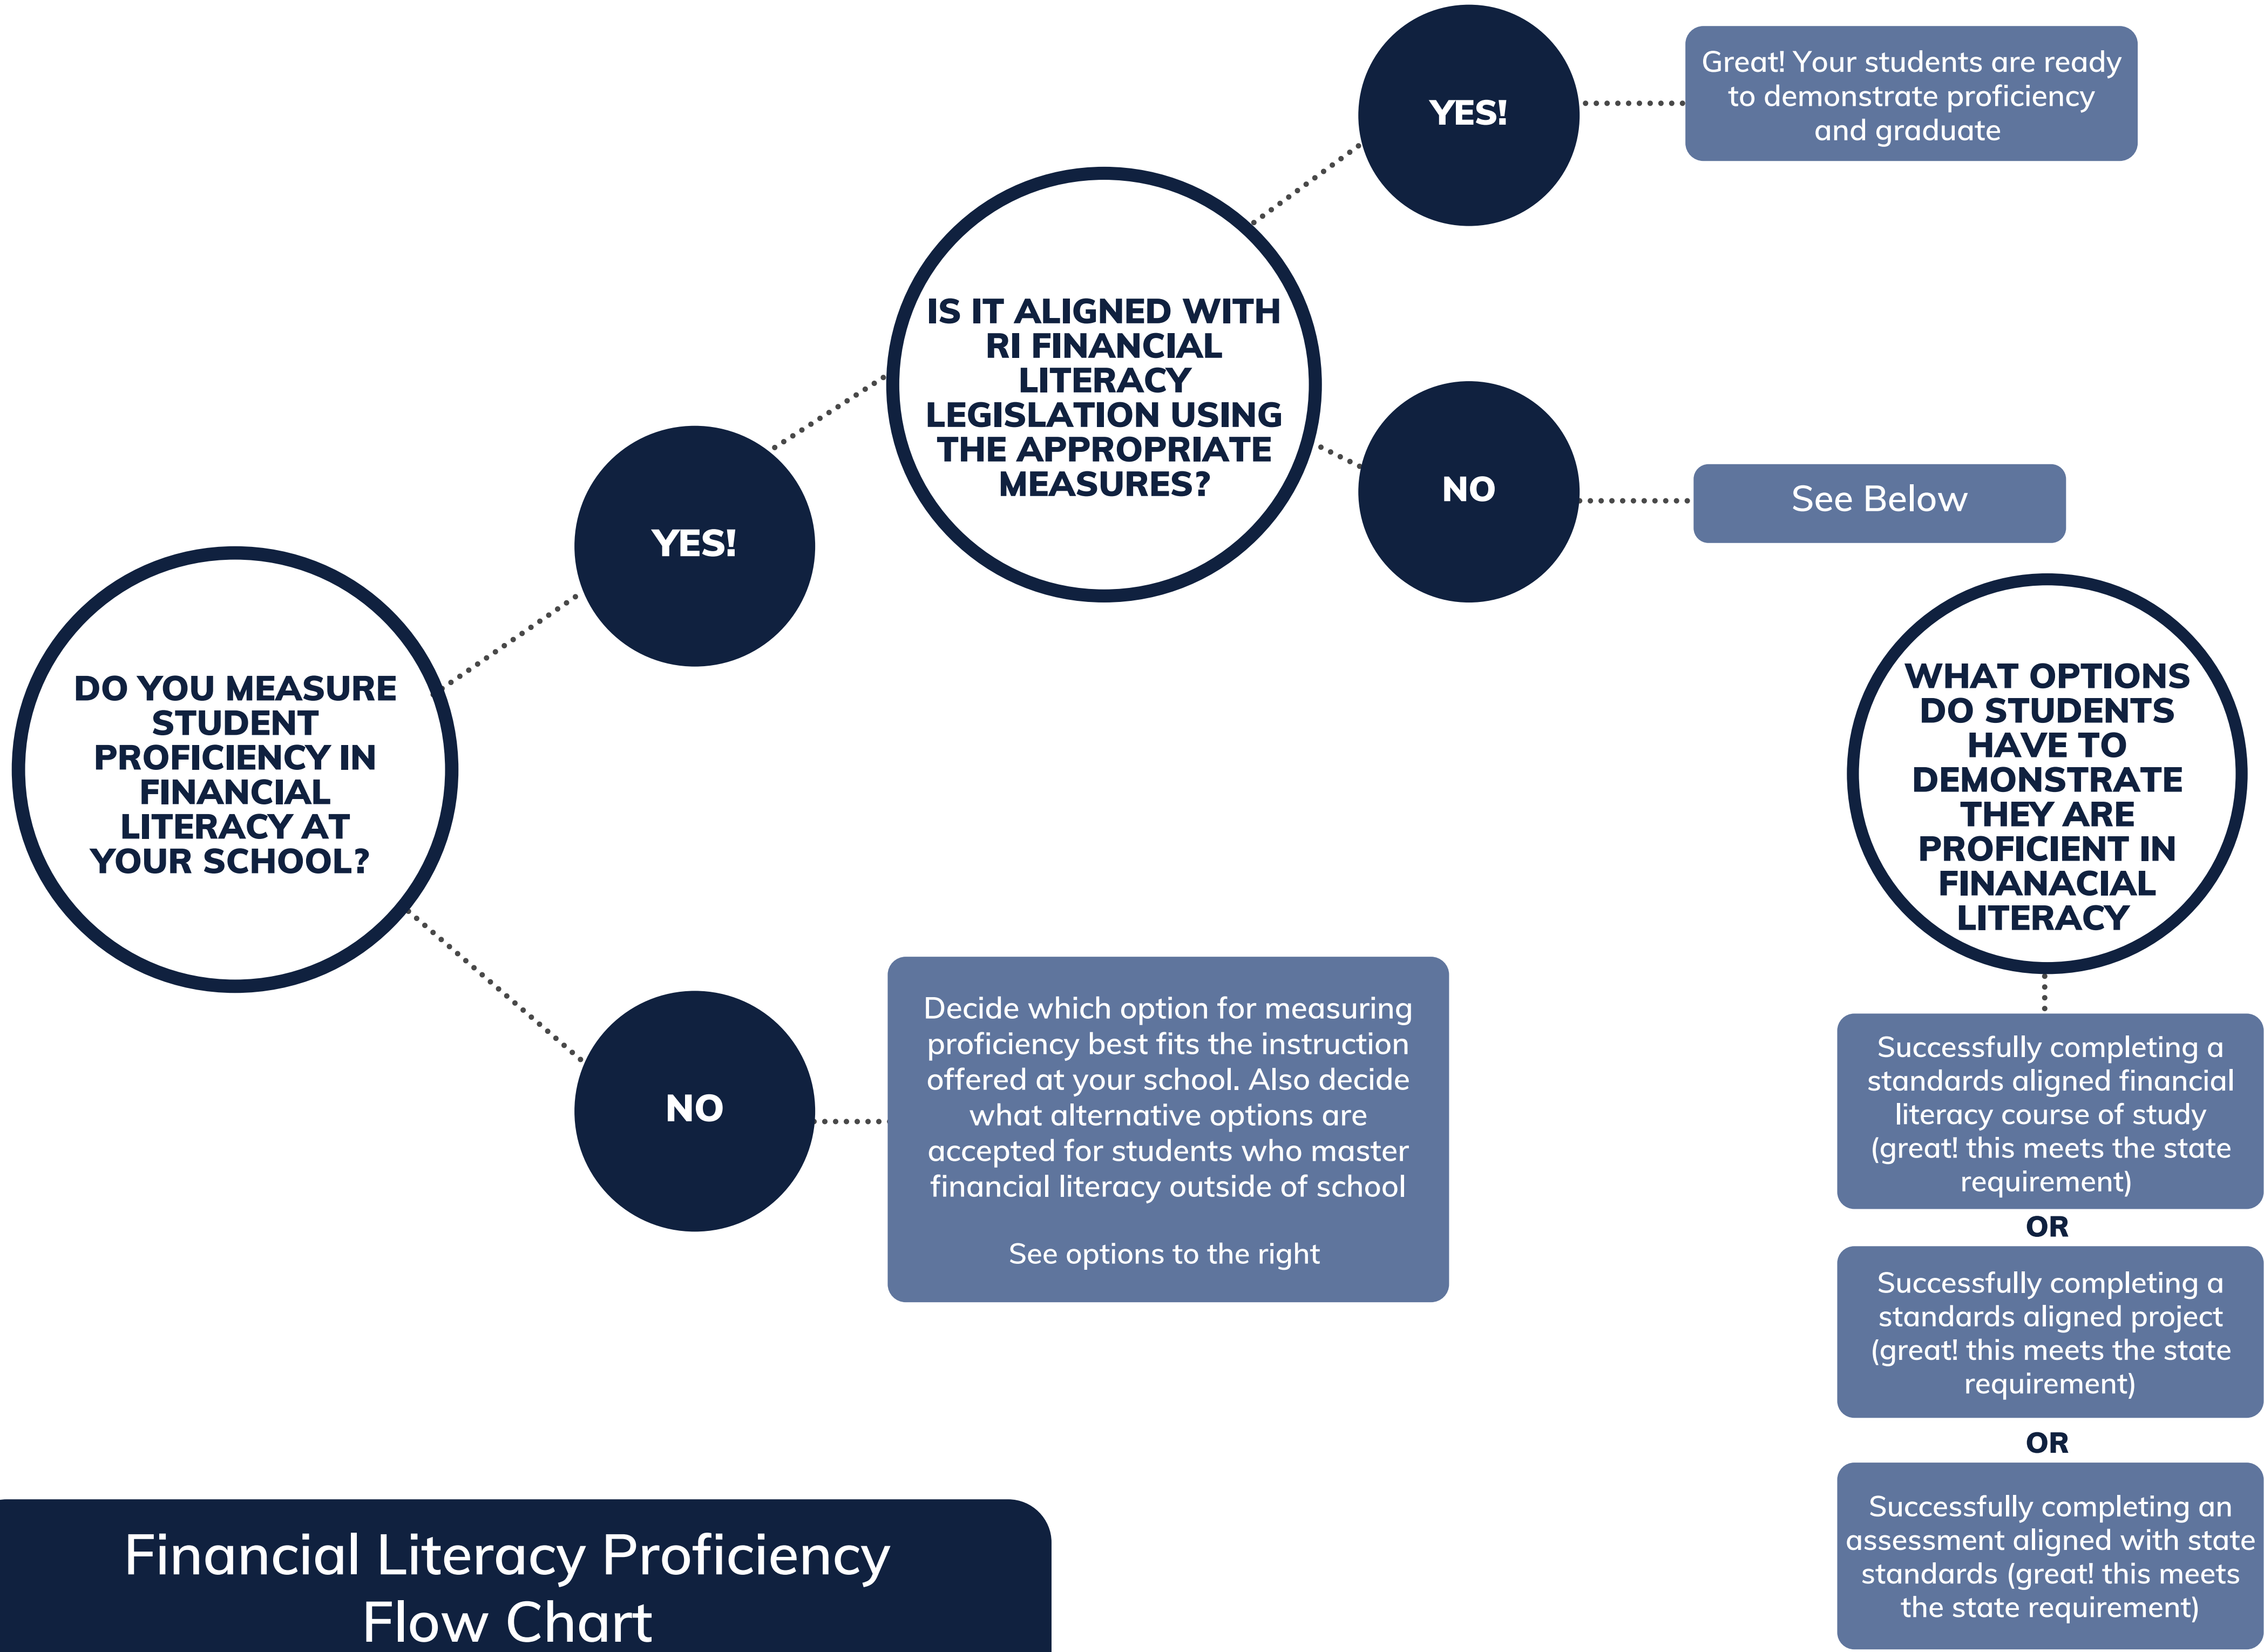 YES!
Great! Your students are ready
to demonstrate proficiency
and graduate
IS IT ALIGNED WITH
RI FINANCIAL
LITERACY
LEGISLATION USING
THE APPROPRIATE
MEASURES?
NO
See Below
YES!
DO YOU MEASURE
STUDENT
PROFICIENCY IN
FINANCIAL
LITERACY AT
YOUR SCHOOL?
NO
Decide which option for measuring
proficiency best fits the instruction
offered at your school. Also decide
what alternative options are
accepted for students who master
financial literacy outside of school
See options to the right
WHAT OPTIONS
DO STUDENTS
HAVE TO
DEMONSTRATE
THEY ARE
PROFICIENT IN
FINANACIAL
LITERACY
Successfully completing a
standards aligned financial
literacy course of study
(great! this meets the state
requirement)
OR
Successfully completing a
standards aligned project
(great! this meets the state
requirement)
OR
Successfully completing an
assessment aligned with state
standards (great! this meets
the state requirement)
Financial Literacy Proficiency
Flow Chart